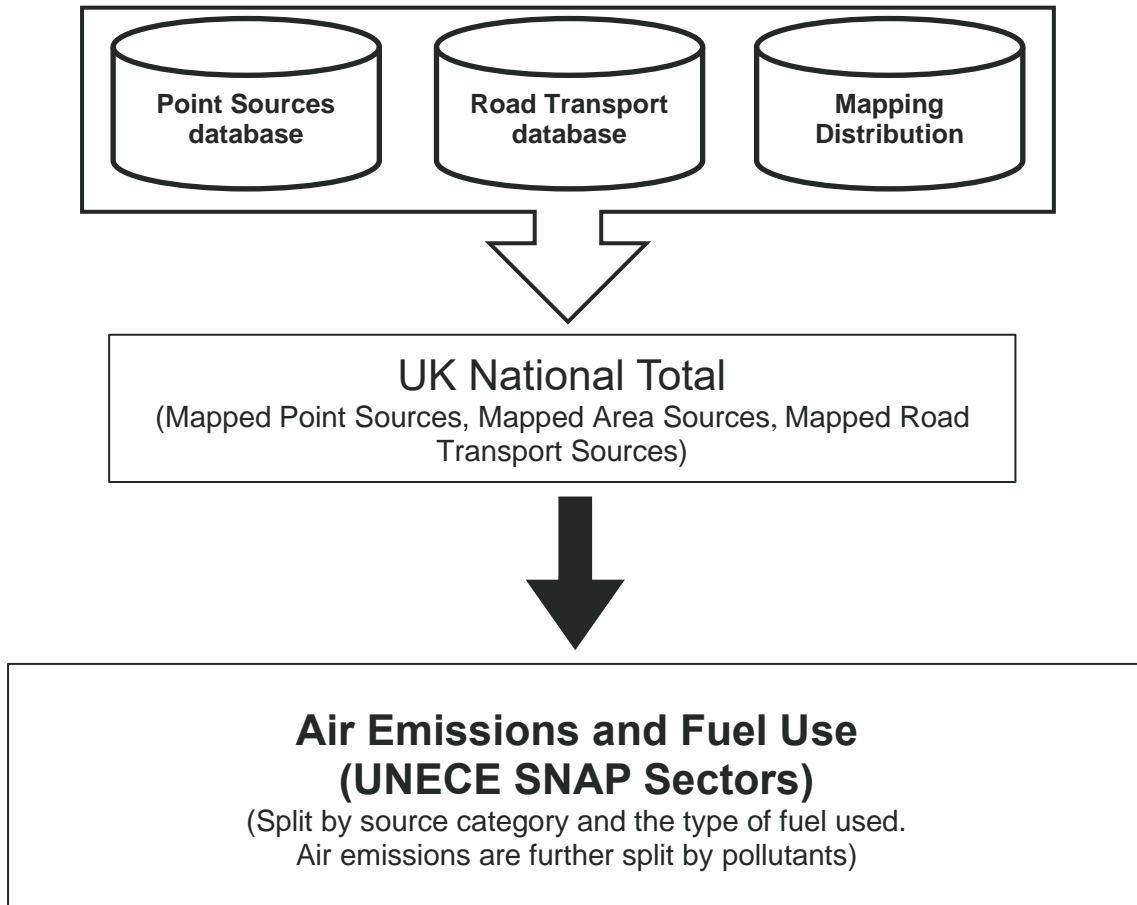 Point Sources
database
Road Transport
database
Mapping
Distribution
UK National Total
(Mapped Point Sources, Mapped Area Sources, Mapped Road
Transport Sources)
Air Emissions and Fuel Use
(UNECE SNAP Sectors)
(Split by source category and the type of fuel used.
Air emissions are further split by pollutants)